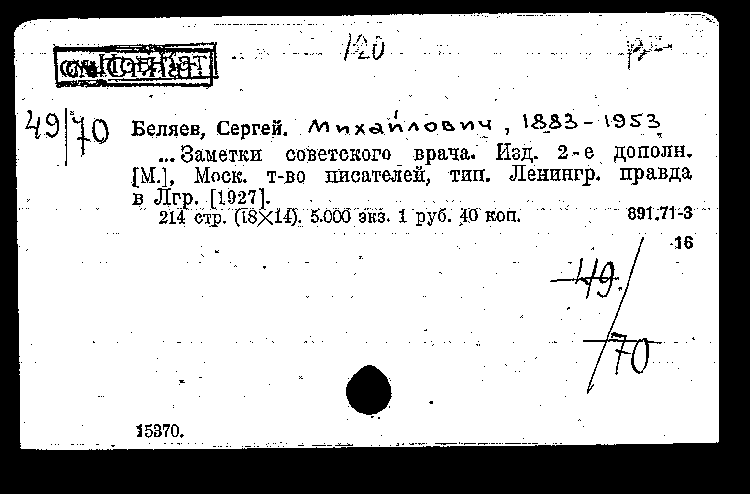 120
49/70
Беляев, Сергей. Михайлович, 1883-1953
... Заметки советского врача. Изд. 2-е дополн.
[М.], Моск. т-во писателей, тип. Ленингр. правда
в Лгр. [1927].
214 стр. (18×14). 5.000 экз. 1 руб. 40 коп. 891.71-3
16
49/70
15370.